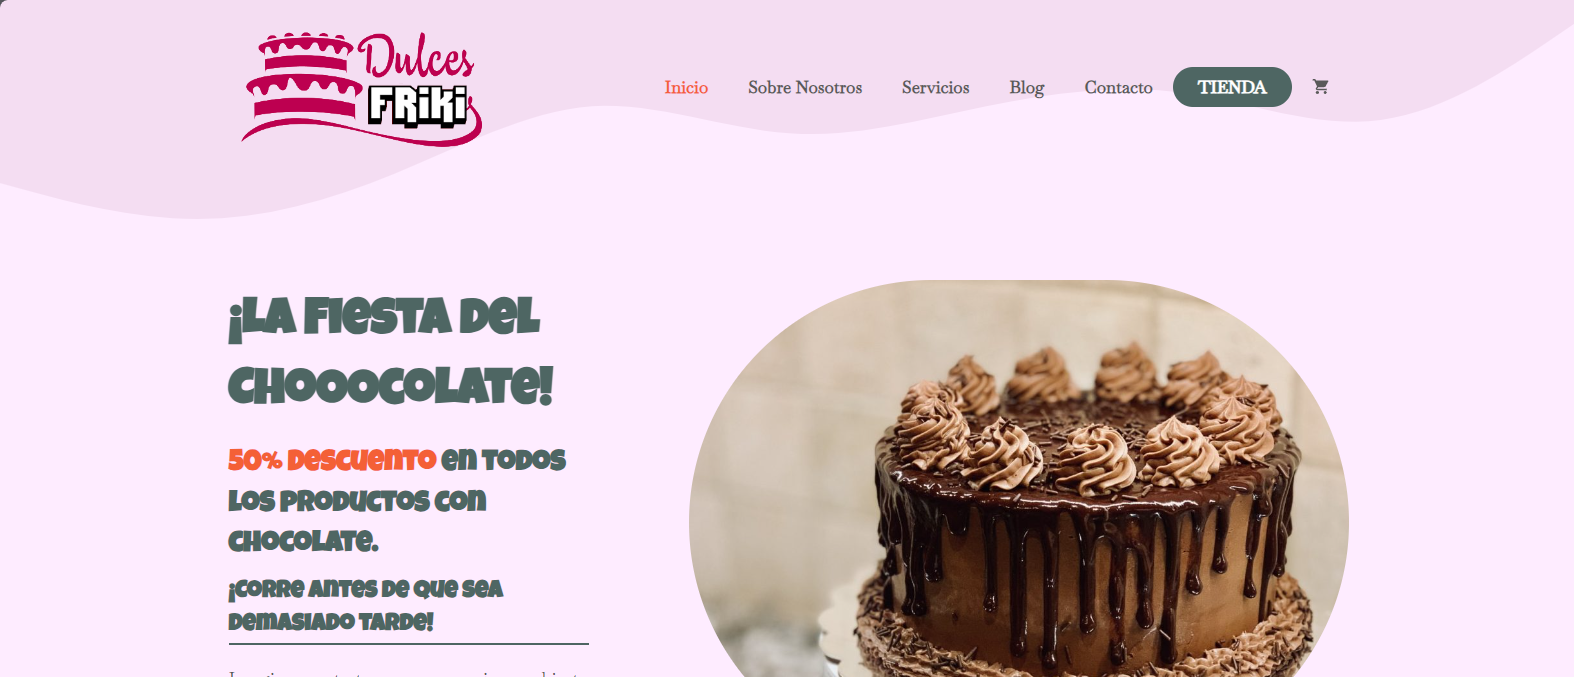 Dulces
FRiKi
Inicio
Sobre Nosotros
Servicios
Blog
Contacto
TIENDA
¡La Fiesta del
Chooocolate!
50% Descuento en todos
los productos con
chocolate.
¡Corre antes de que sea
demasiado tarde!